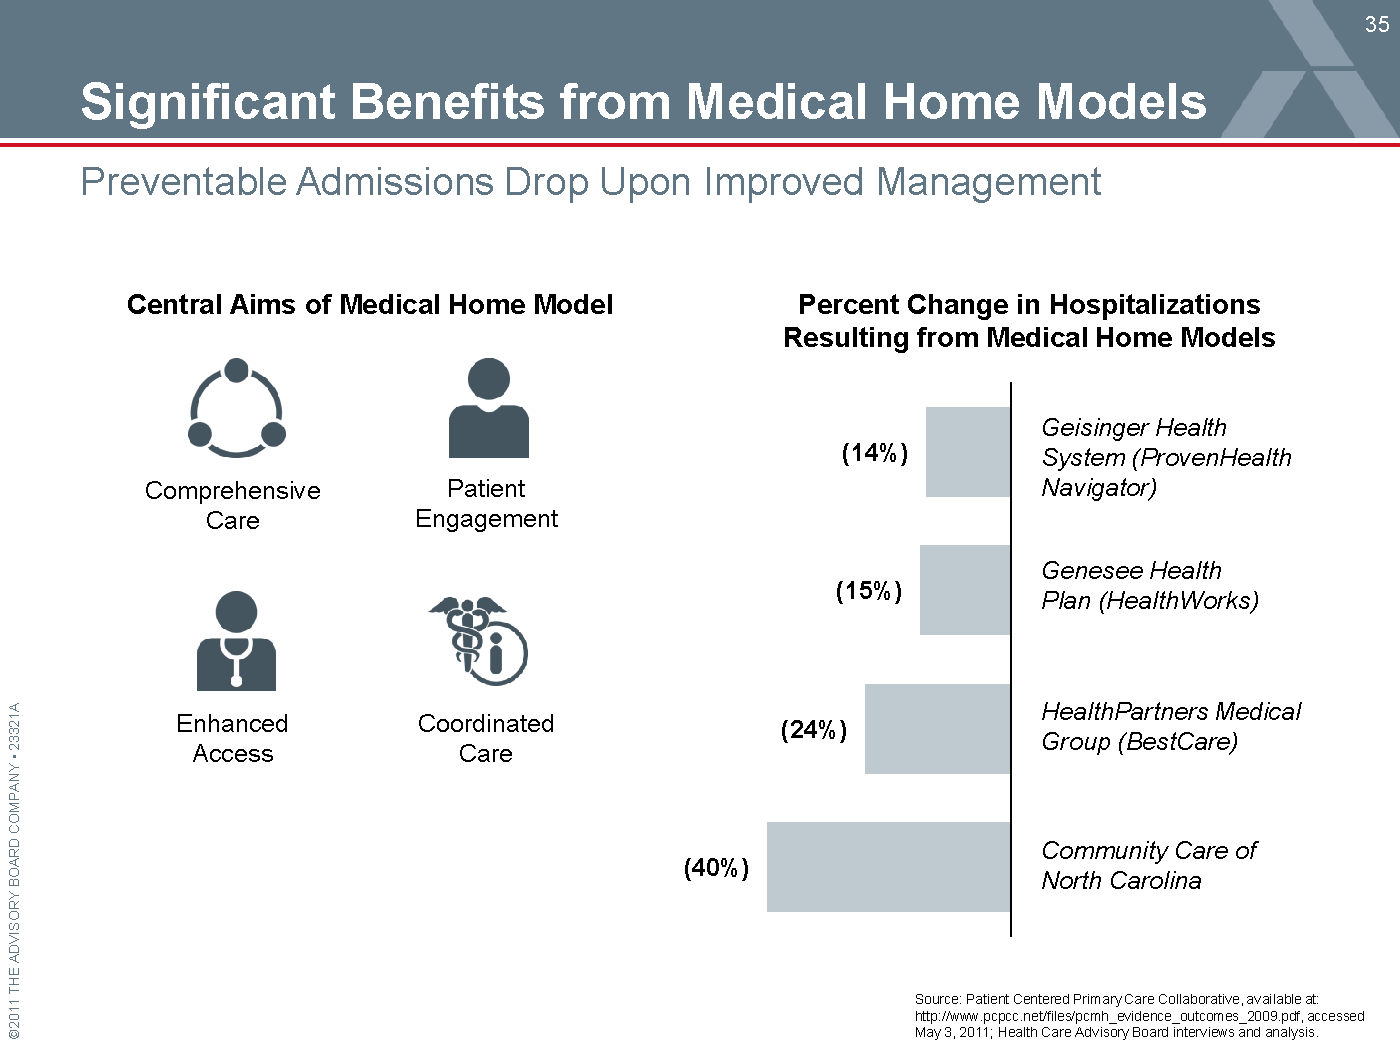 35
Significant Benefits from Medical Home Models
Preventable Admissions Drop Upon Improved Management
Central Aims of Medical Home Model
Comprehensive
Care
Patient
Engagement
Enhanced
Access
Coordinated
Care
Percent Change in Hospitalizations
Resulting from Medical Home Models
(14%)
Geisinger Health
System (ProvenHealth
Navigator)
(15%)
Genesee Health
Plan (HealthWorks)
(24%)
HealthPartners Medical
Group (BestCare)
(40%)
Community Care of
North Carolina
Source: Patient Centered Primary Care Collaborative, available at:
http://www.pcpcc.net/files/pcmh_evidence_outcomes_2009.pdf, accessed
May 3, 2011; Health Care Advisory Board interviews and analysis.
©2011 THE ADVISORY BOARD COMPANY • 23321A